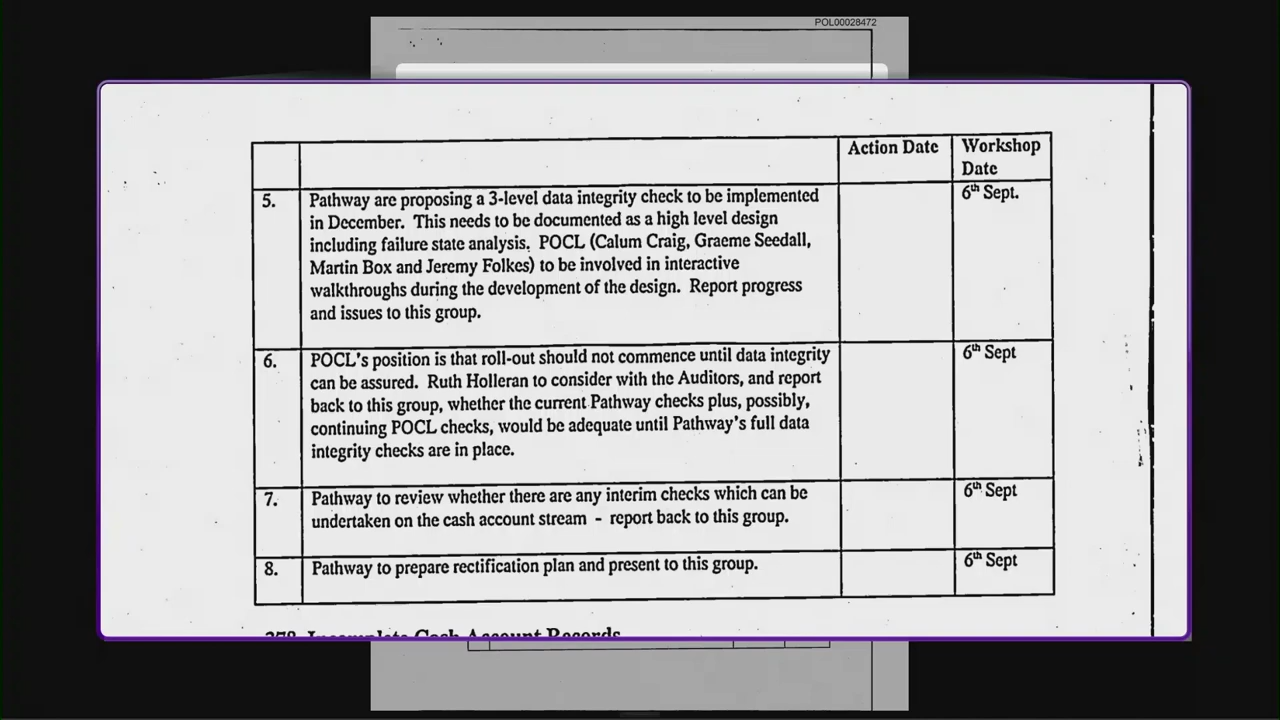 POL00028472
Action Date
Workshop
Date
5.
Pathway are proposing a 3-level data integrity check to be implemented
in December. This needs to be documented as a high level design
including failure state analysis. POCL (Calum Craig, Graeme Seedall,
Martin Box and Jeremy Folkes) to be involved in interactive
walkthroughs during the development of the design. Report progress
and issues to this group.
6th Sept.
6.
POCL's position is that roll-out should not commence until data integrity
can be assured. Ruth Holleran to consider with the Auditors, and report
back to this group, whether the current Pathway checks plus, possibly,
continuing POCL checks, would be adequate until Pathway's full data
integrity checks are in place.
6th Sept
7.
Pathway to review whether there are any interim checks which can be
undertaken on the cash account stream - report back to this group.
6th Sept
8.
Pathway to prepare rectification plan and present to this group.
6th Sept
378 Incomplete Cash Account Records